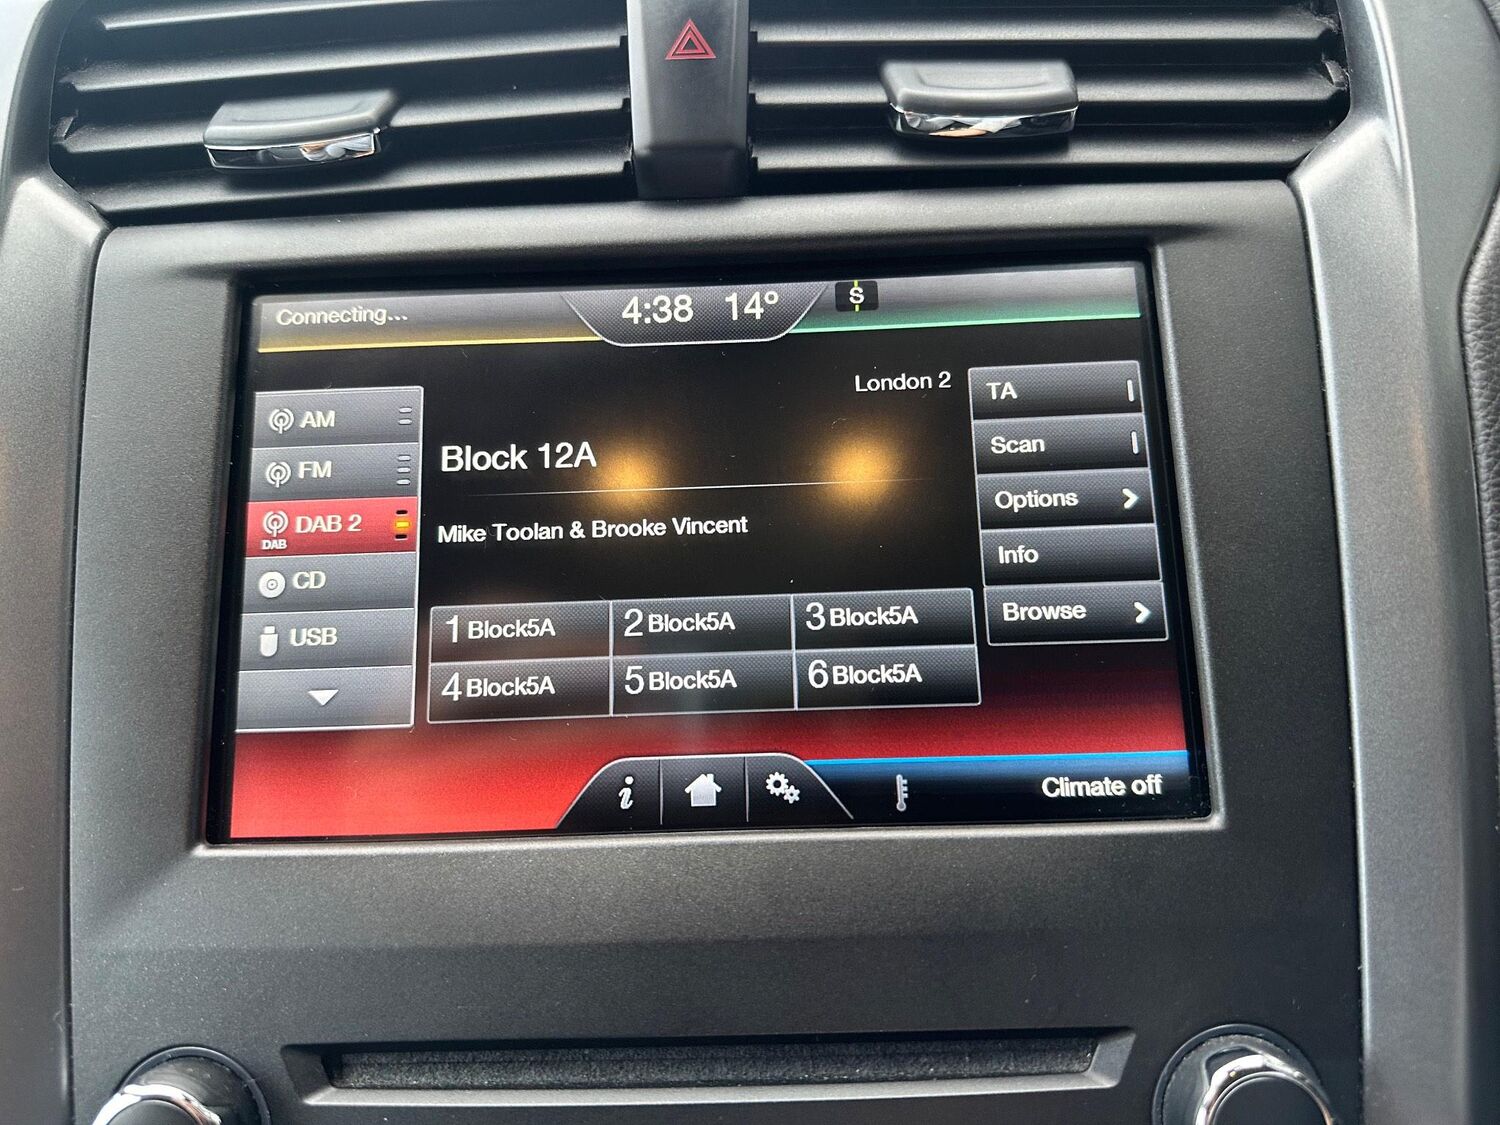 Connecting...
4:38 14°
S
London 2
AM
FM
DAB 2
DAB
CD
USB
Block 12A
Mike Toolan & Brooke Vincent
1 Block5A
2 Block5A
3 Block5A
4 Block5A
5 Block5A
6 Block5A
TA
Scan
Options
Info
Browse
i
Climate off